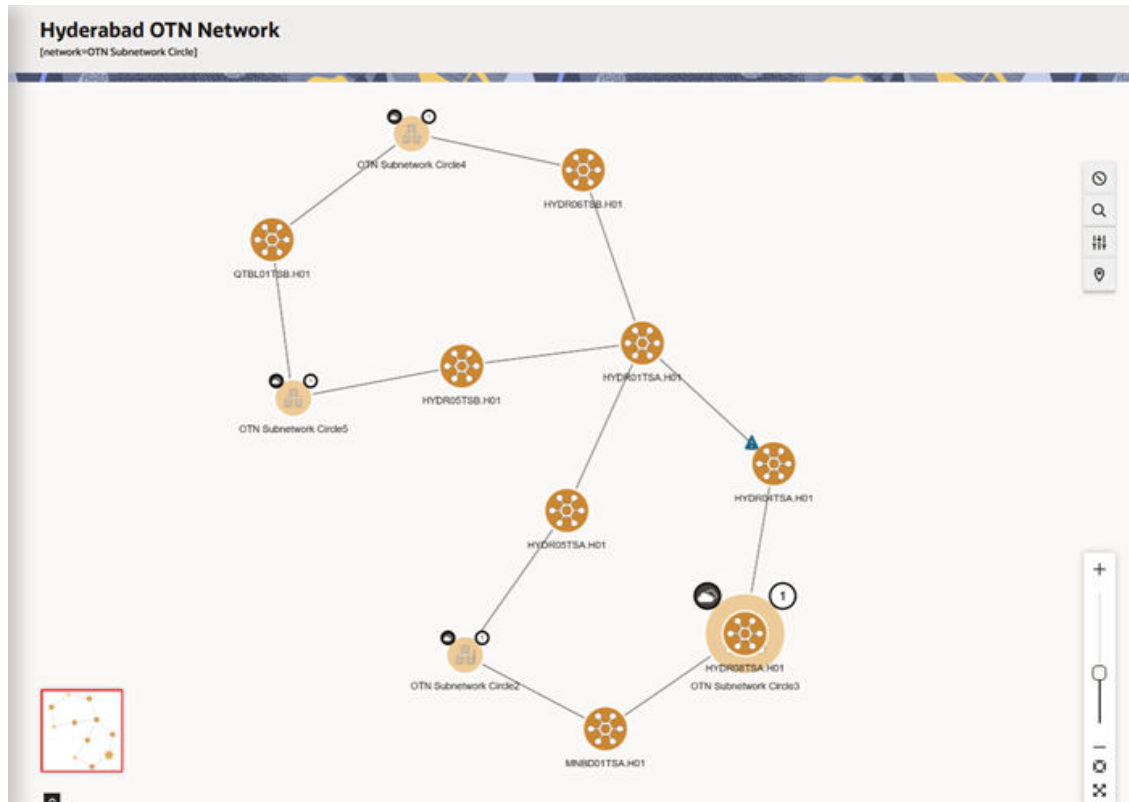 Hyderabad OTN Network
[network=OTN Subnetwork Circle]
OTN Subnetwork Circle4
HYDR06TSB.H01
QTBL01TSB.H01
HYDR01TSA.H01
HYDR05TSB.H01
OTN Subnetwork Circle5
HYDR04TSA.H01
HYDR05TSA.H01
1
HYDR08TSA.H01
OTN Subnetwork Circle2
OTN Subnetwork Circle3
MNBD01TSA.H01